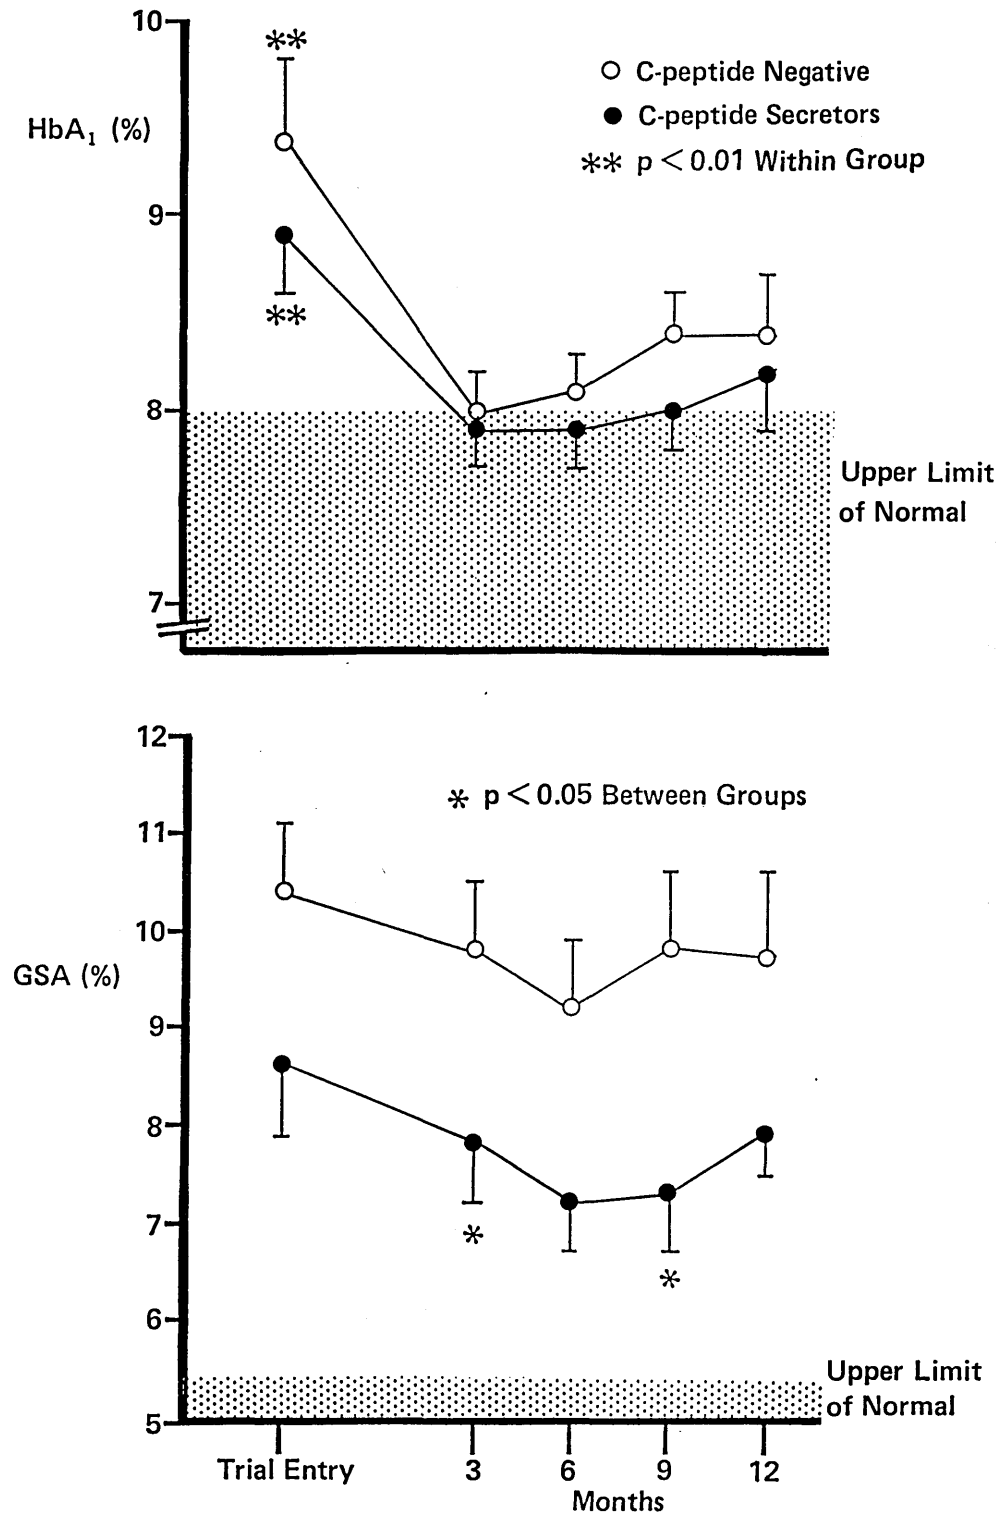 10
**
HbA1 (%)
C-peptide Negative
C-peptide Secretors
** p < 0.01 Within Group
9
**
8
Upper Limit
of Normal
7
12
* p < 0.05 Between Groups
11
10
GSA (%)
9
8
7
*
*
6
Upper Limit
of Normal
5
Trial Entry 3 6 9 12
Months